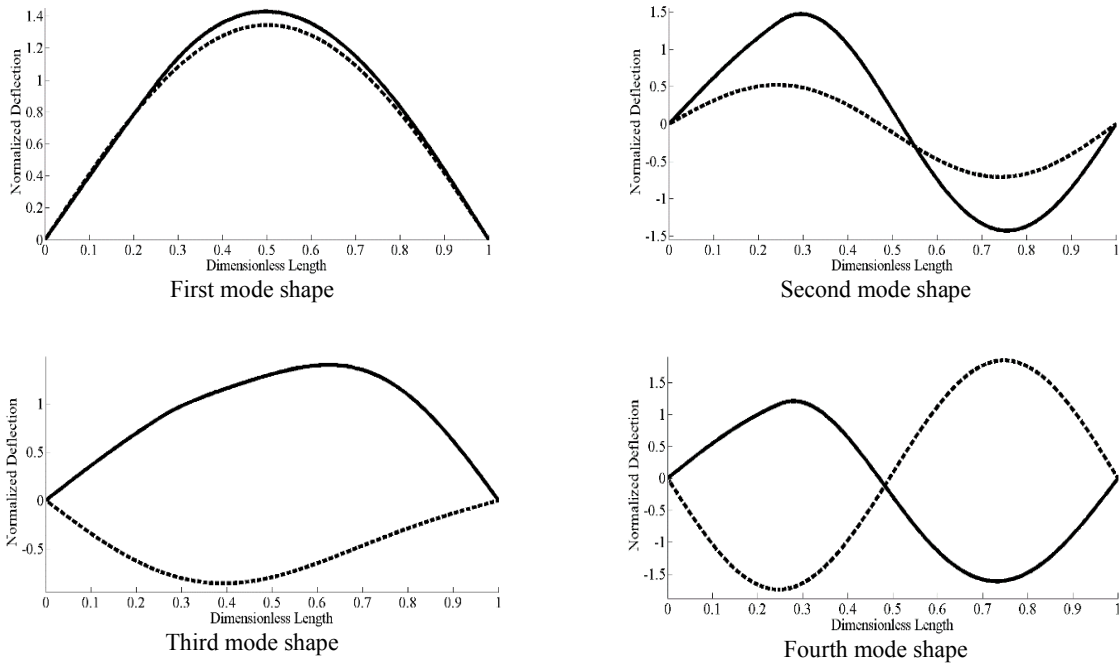 Normalized Deflection
1.4
1.2
1
0.8
0.6
0.4
0.2
0
0 0.1 0.2 0.3 0.4 0.5 0.6 0.7 0.8 0.9 1
Dimensionless Length
First mode shape
Normalized Deflection
1.5
1
0.5
0
-0.5
-1
-1.5
0 0.1 0.2 0.3 0.4 0.5 0.6 0.7 0.8 0.9 1
Dimensionless Length
Second mode shape
Normalized Deflection
1
0.5
0
-0.5
0 0.1 0.2 0.3 0.4 0.5 0.6 0.7 0.8 0.9 1
Dimensionless Length
Third mode shape
Normalized Deflection
1.5
1
0.5
0
-0.5
-1
-1.5
0 0.1 0.2 0.3 0.4 0.5 0.6 0.7 0.8 0.9 1
Dimensionless Length
Fourth mode shape